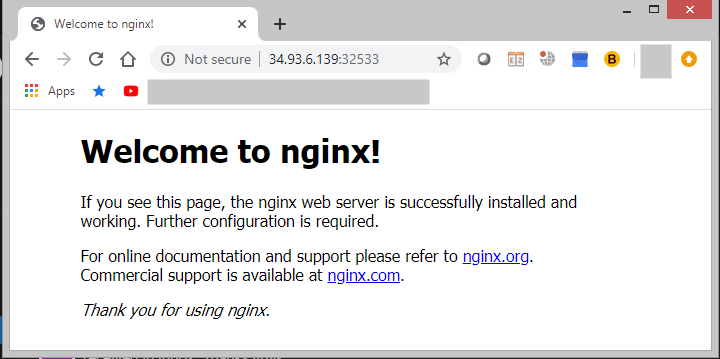 Welcome to nginx!
Not secure 34.93.6.139:32533
E Z
B
Apps
Welcome to nginx!
If you see this page, the nginx web server is successfully installed and
working. Further configuration is required.
For online documentation and support please refer to nginx.org.
Commercial support is available at nginx.com.
Thank you for using nginx.